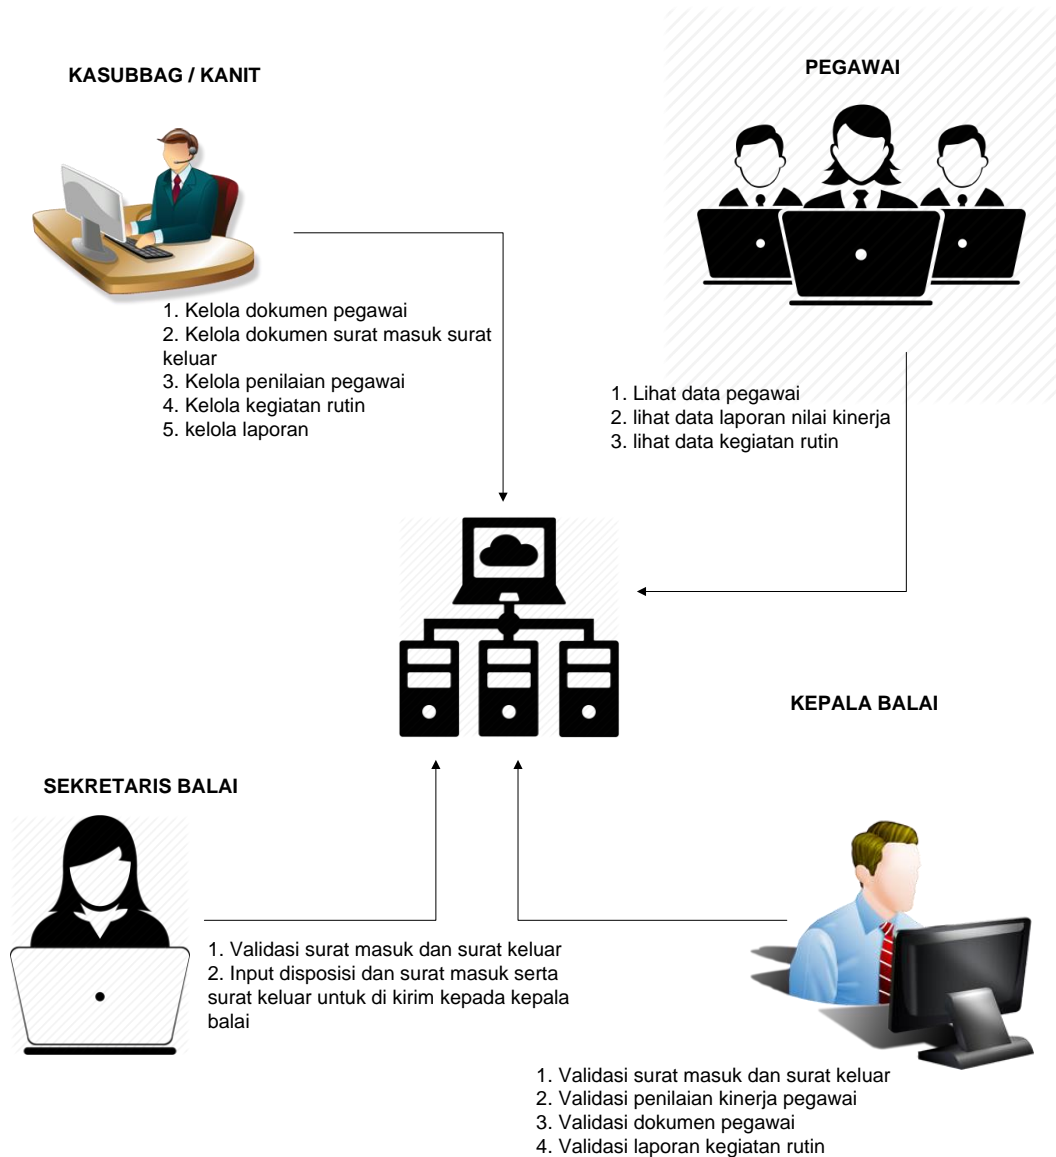 KASUBBAG / KANIT
1. Kelola dokumen pegawai
2. Kelola dokumen surat masuk surat
keluar
3. Kelola penilaian pegawai
4. Kelola kegiatan rutin
5. kelola laporan
PEGAWAI
1. Lihat data pegawai
2. lihat data laporan nilai kinerja
3. lihat data kegiatan rutin
SEKRETARIS BALAI
1. Validasi surat masuk dan surat keluar
2. Input disposisi dan surat masuk serta
surat keluar untuk di kirim kepada kepala
balai
KEPALA BALAI
1. Validasi surat masuk dan surat keluar
2. Validasi penilaian kinerja pegawai
3. Validasi dokumen pegawai
4. Validasi laporan kegiatan rutin